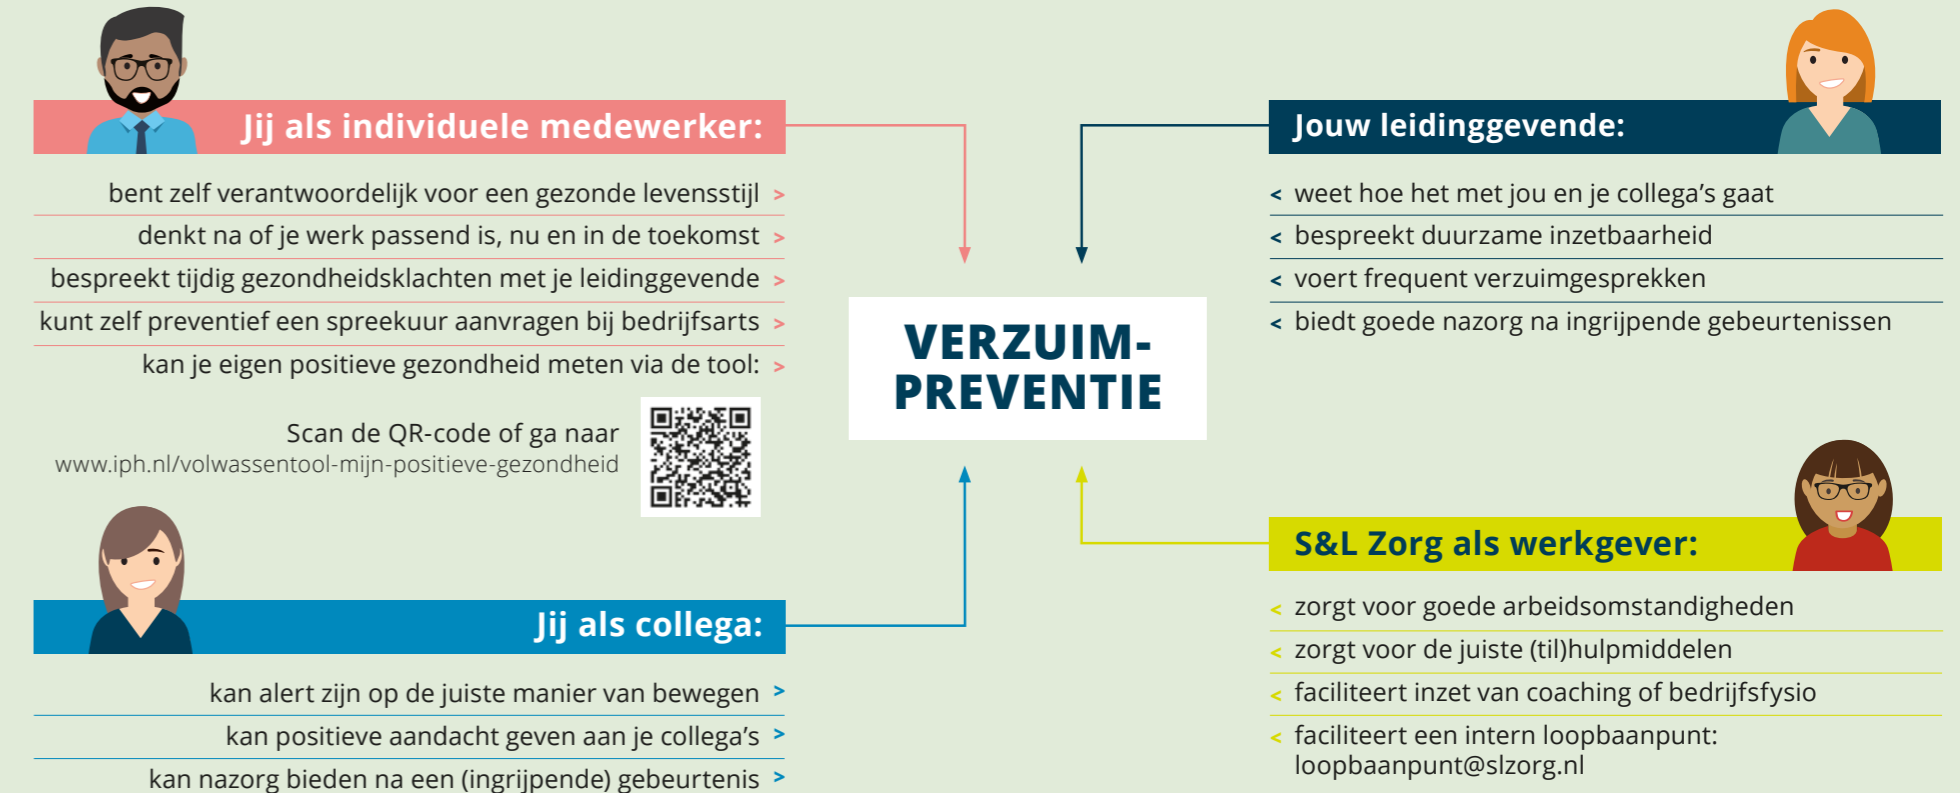 Jij als individuele medewerker:
bent zelf verantwoordelijk voor een gezonde levensstijl >
denkt na of je werk passend is, nu en in de toekomst >
bespreekt tijdig gezondheidsklachten met je leidinggevende >
kunt zelf preventief een spreekuur aanvragen bij bedrijfsarts >
kan je eigen positieve gezondheid meten via de tool: >
Scan de QR-code of ga naar
www.iph.nl/volwassentool-mijn-positieve-gezondheid
Jij als collega:
kan alert zijn op de juiste manier van bewegen >
kan positieve aandacht geven aan je collega's >
kan nazorg bieden na een (ingrijpende) gebeurtenis >
VERZUIM-
PREVENTIE
Jouw leidinggevende:
< weet hoe het met jou en je collega's gaat
< bespreekt duurzame inzetbaarheid
< voert frequent verzuimgesprekken
< biedt goede nazorg na ingrijpende gebeurtenissen
S&L Zorg als werkgever:
< zorgt voor goede arbeidsomstandigheden
< zorgt voor de juiste (til)hulpmiddelen
< faciliteert inzet van coaching of bedrijfsfysio
< faciliteert een intern loopbaanpunt:
loopbaanpunt@slzorg.nl